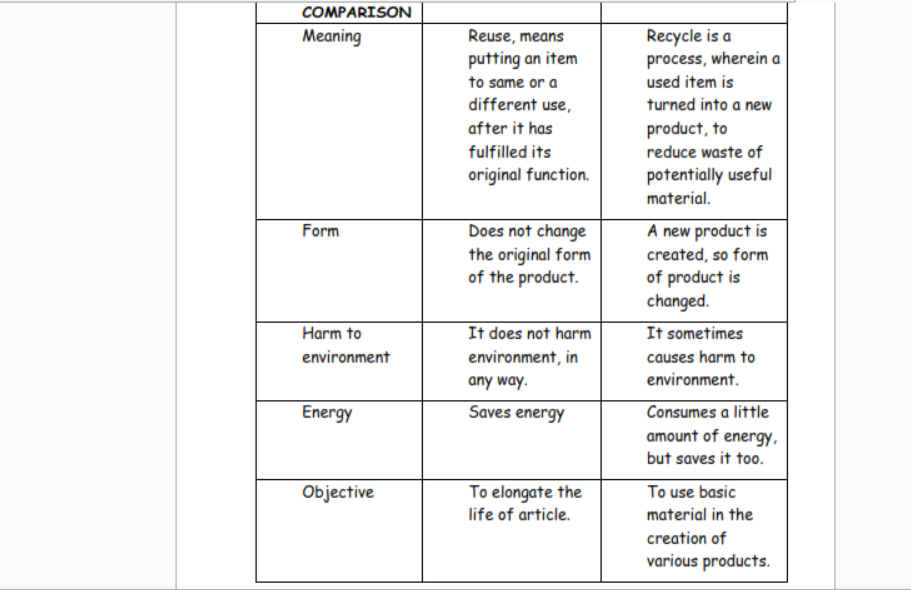 COMPARISON
Meaning
Reuse, means
putting an item
to same or a
different use,
after it has
fulfilled its
original function.
Recycle is a
process, wherein a
used item is
turned into a new
product, to
reduce waste of
potentially useful
material.
Form
Does not change
the original form
of the product.
A new product is
created, so form
of product is
changed.
Harm to
environment
It does not harm
environment, in
any way.
It sometimes
causes harm to
environment.
Energy
Saves energy
Consumes a little
amount of energy,
but saves it too.
Objective
To elongate the
life of article.
To use basic
material in the
creation of
various products.